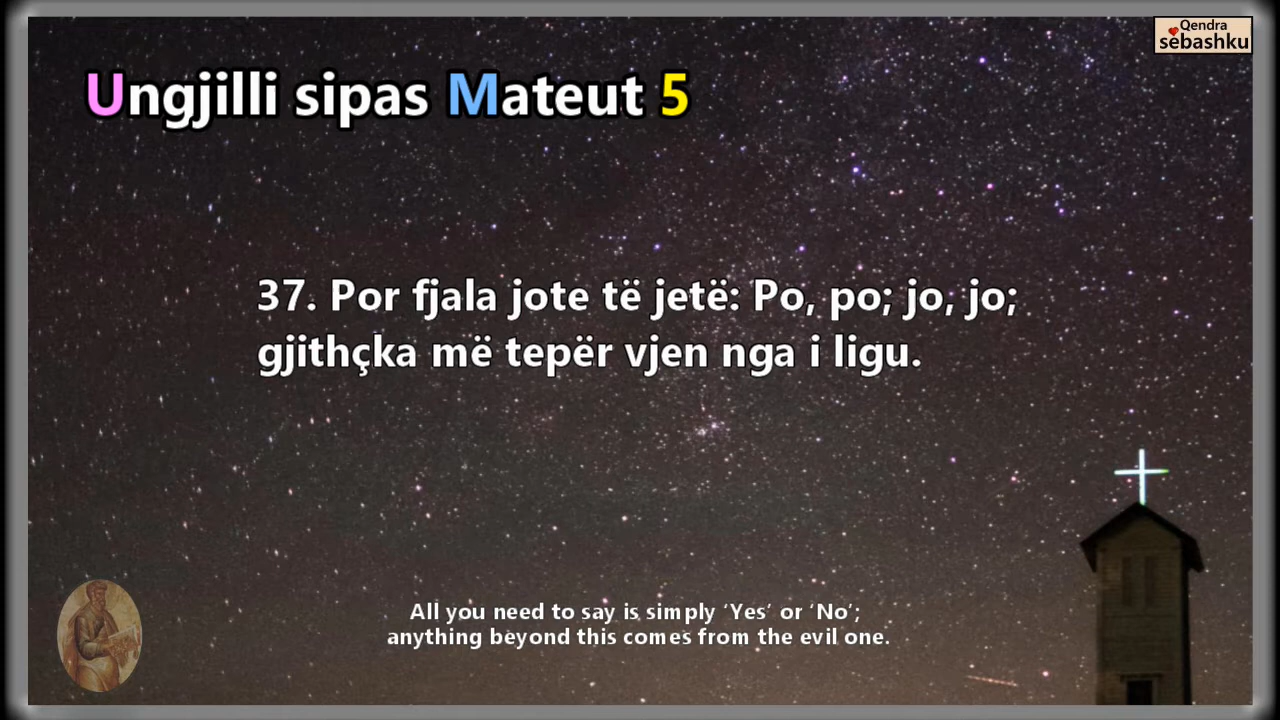 Qendra
sebashku
Ungjilli sipas Mateut 5
37. Por fjala jote të jetë: Po, po; jo, jo;
gjithçka më tepër vjen nga i ligu.
All you need to say is simply ‘Yes’ or ‘No’;
anything beyond this comes from the evil one.